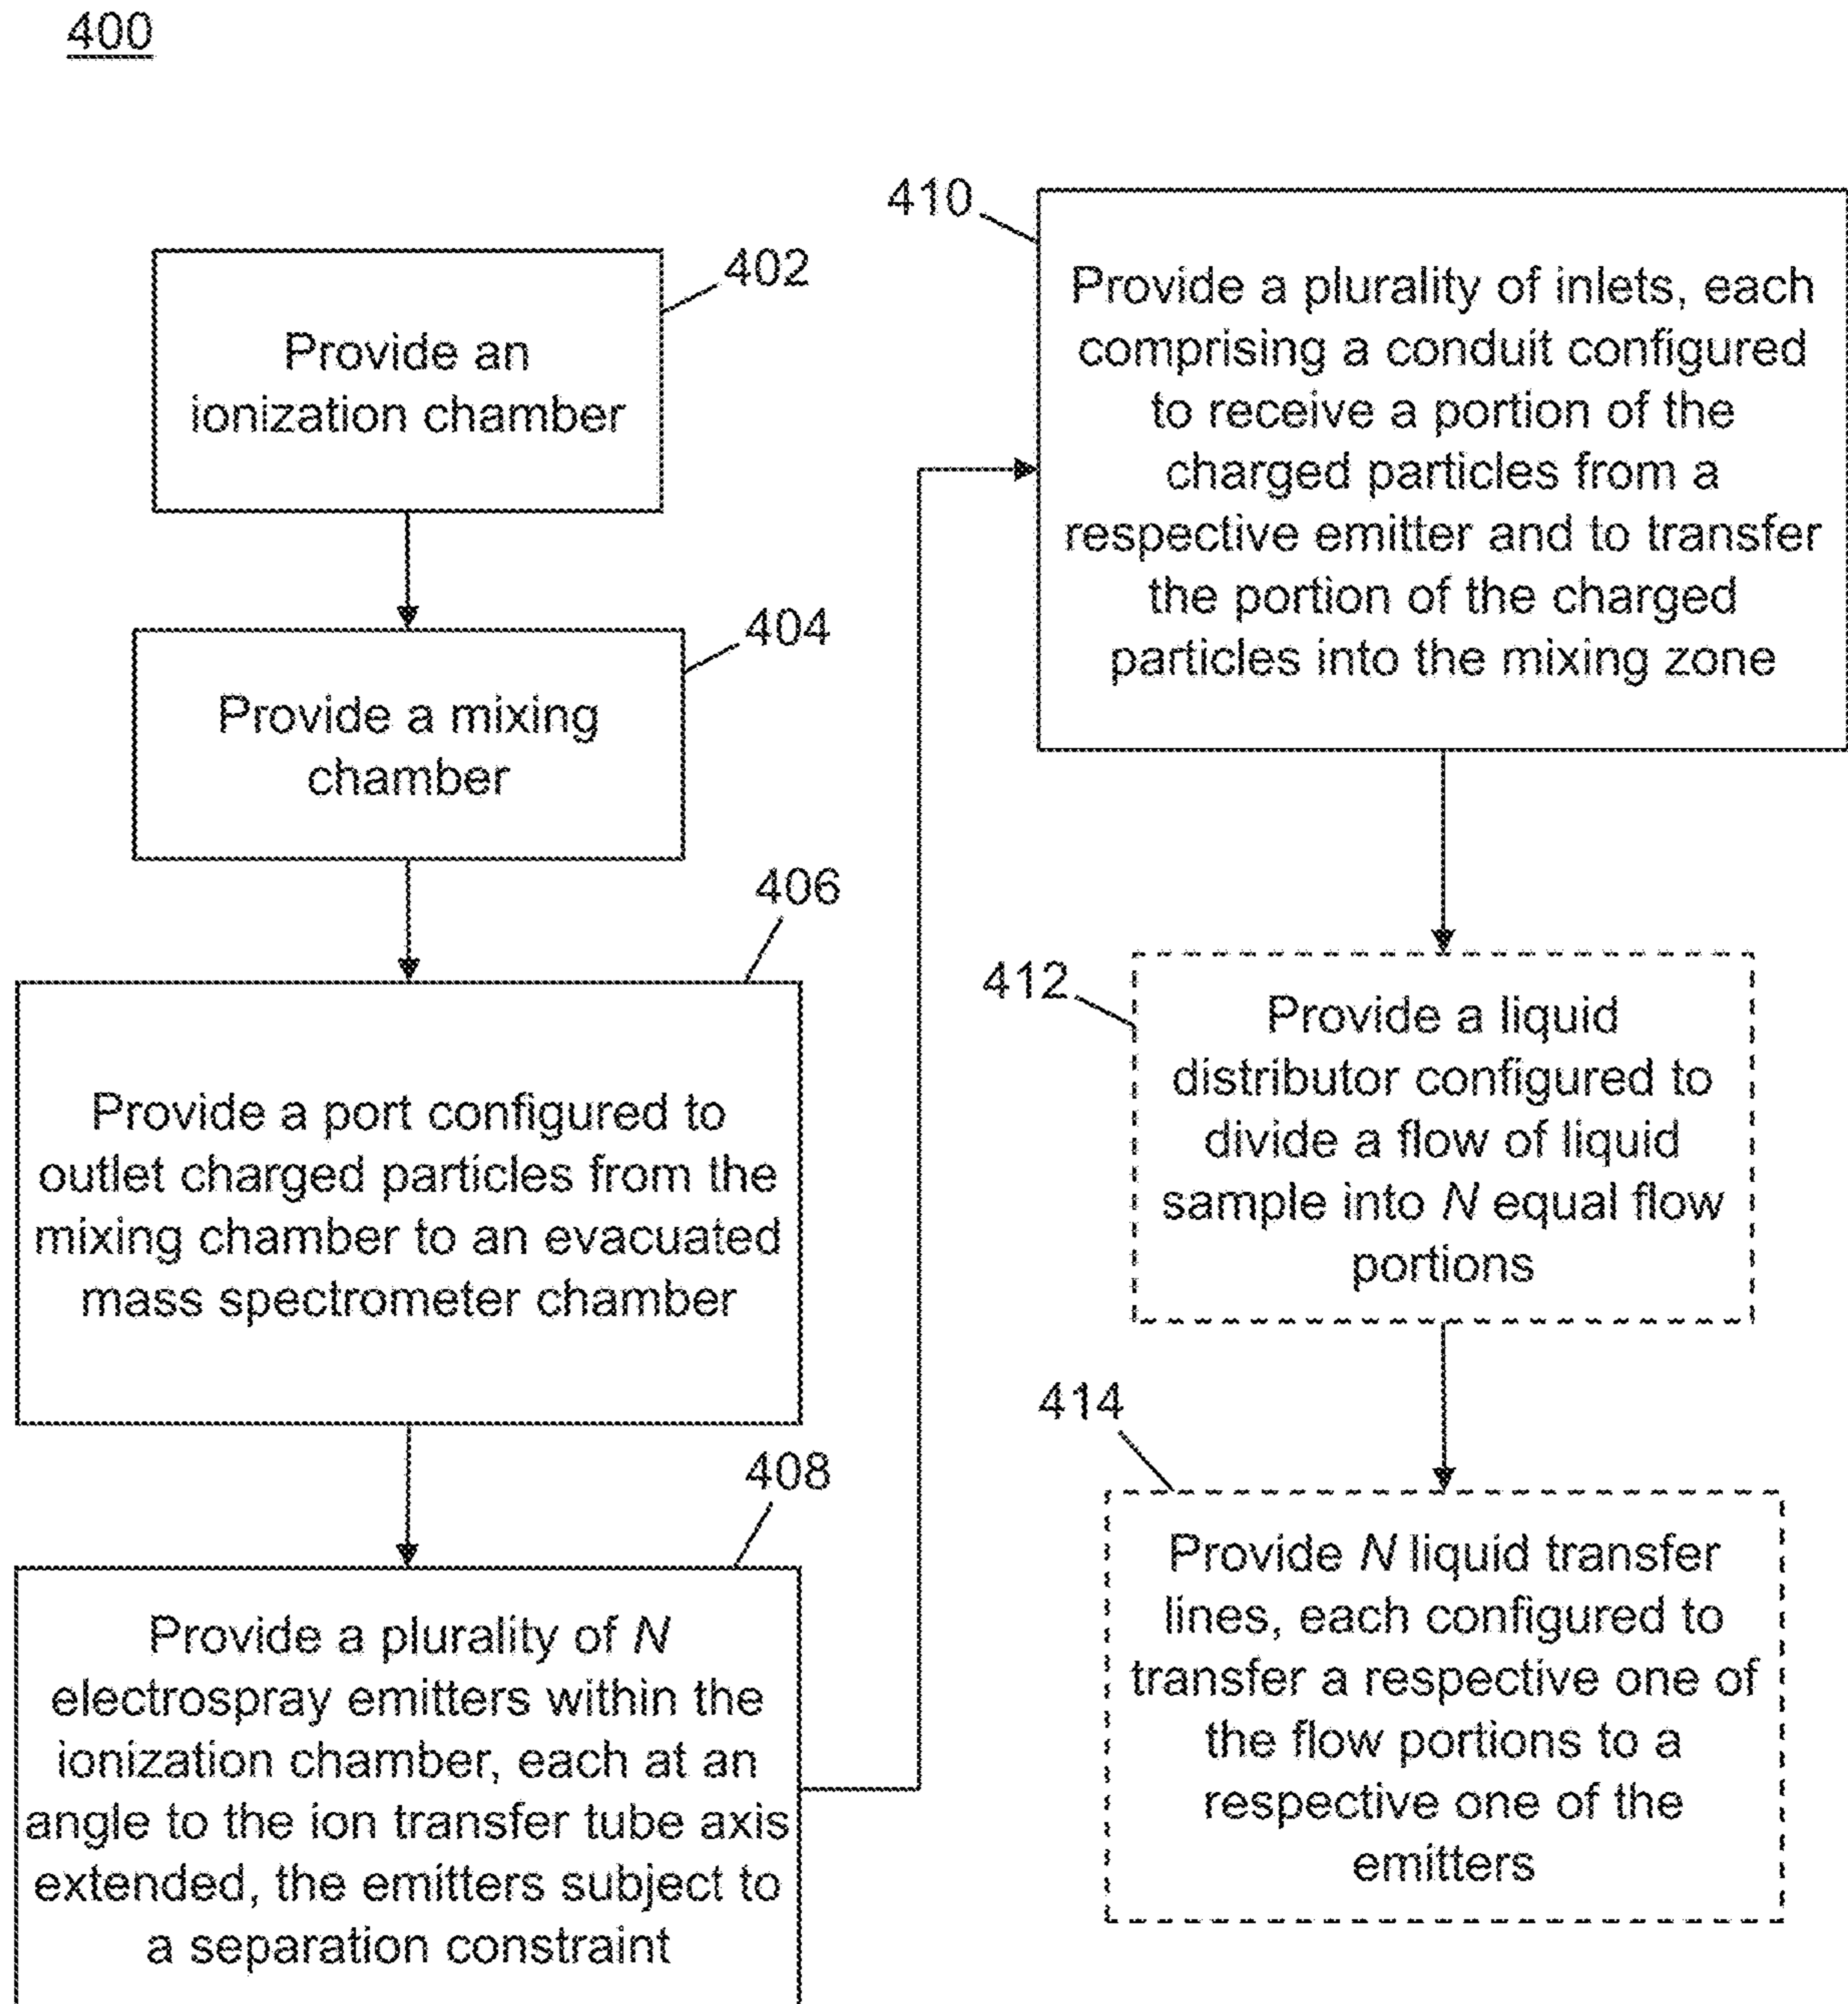 400
402
Provide an
ionization chamber
404
Provide a mixing
chamber
406
Provide a port configured to
outlet charged particles from the
mixing chamber to an evacuated
mass spectrometer chamber
408
Provide a plurality of N
electrospray emitters within the
ionization chamber, each at an
angle to the ion transfer tube axis
extended, the emitters subject to
a separation constraint
410
Provide a plurality of inlets, each
comprising a conduit configured
to receive a portion of the
charged particles from a
respective emitter and to transfer
the portion of the charged
particles into the mixing zone
412
Provide a liquid
distributor configured to
divide a flow of liquid
sample into N equal flow
portions
414
Provide N liquid transfer
lines, each configured to
transfer a respective one of
the flow portions to a
respective one of the
emitters